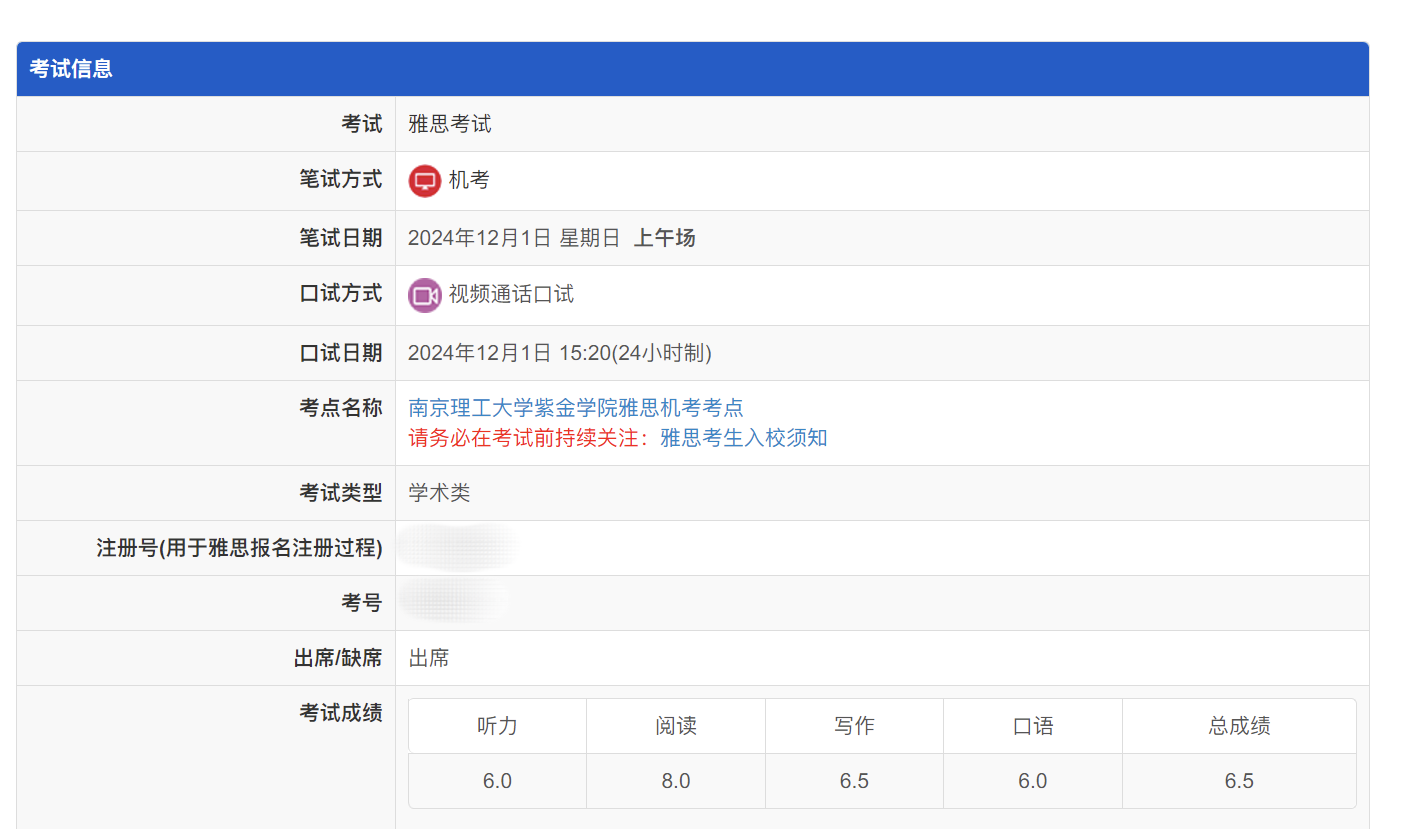 考试信息
考试 雅思考试
笔试方式 机考
笔试日期 2024年12月1日 星期日 上午场
口试方式 视频通话口试
口试日期 2024年12月1日 15:20(24小时制)
考点名称 南京理工大学紫金学院雅思机考考点
请务必在考试前持续关注：雅思考生入校须知
考试类型 学术类
注册号(用于雅思报名注册过程)
考号
出席/缺席 出席
考试成绩 听力 阅读 写作 口语 总成绩
6.0 8.0 6.5 6.0 6.5